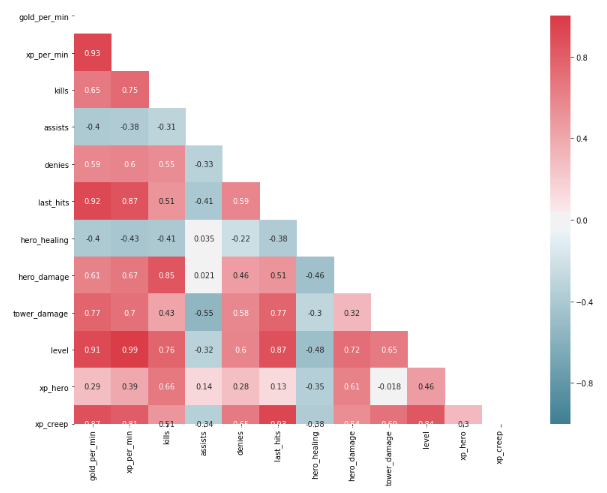 gold_per_min
xp_per_min 0.93
kills 0.65 0.75
assists -0.4 -0.38 -0.31
denies 0.59 0.6 0.55 -0.33
last_hits 0.92 0.87 0.51 -0.41 0.59
hero_healing -0.4 -0.43 -0.41 0.035 -0.22 -0.38
hero_damage 0.61 0.67 0.85 0.021 0.46 0.51 -0.46
tower_damage 0.77 0.7 0.43 -0.55 0.58 0.77 -0.3 0.32
level 0.91 0.99 0.76 -0.32 0.6 0.87 -0.48 0.72 0.65
xp_hero 0.29 0.39 0.66 0.14 0.28 0.13 -0.35 0.61 -0.018 0.46
xp_creep 0.51 -0.34 -0.38 0.3
gold_per_min xp_per_min kills assists denies last_hits hero_healing hero_damage tower_damage level xp_hero xp_creep
0.8
0.4
0.0
-0.4
-0.8